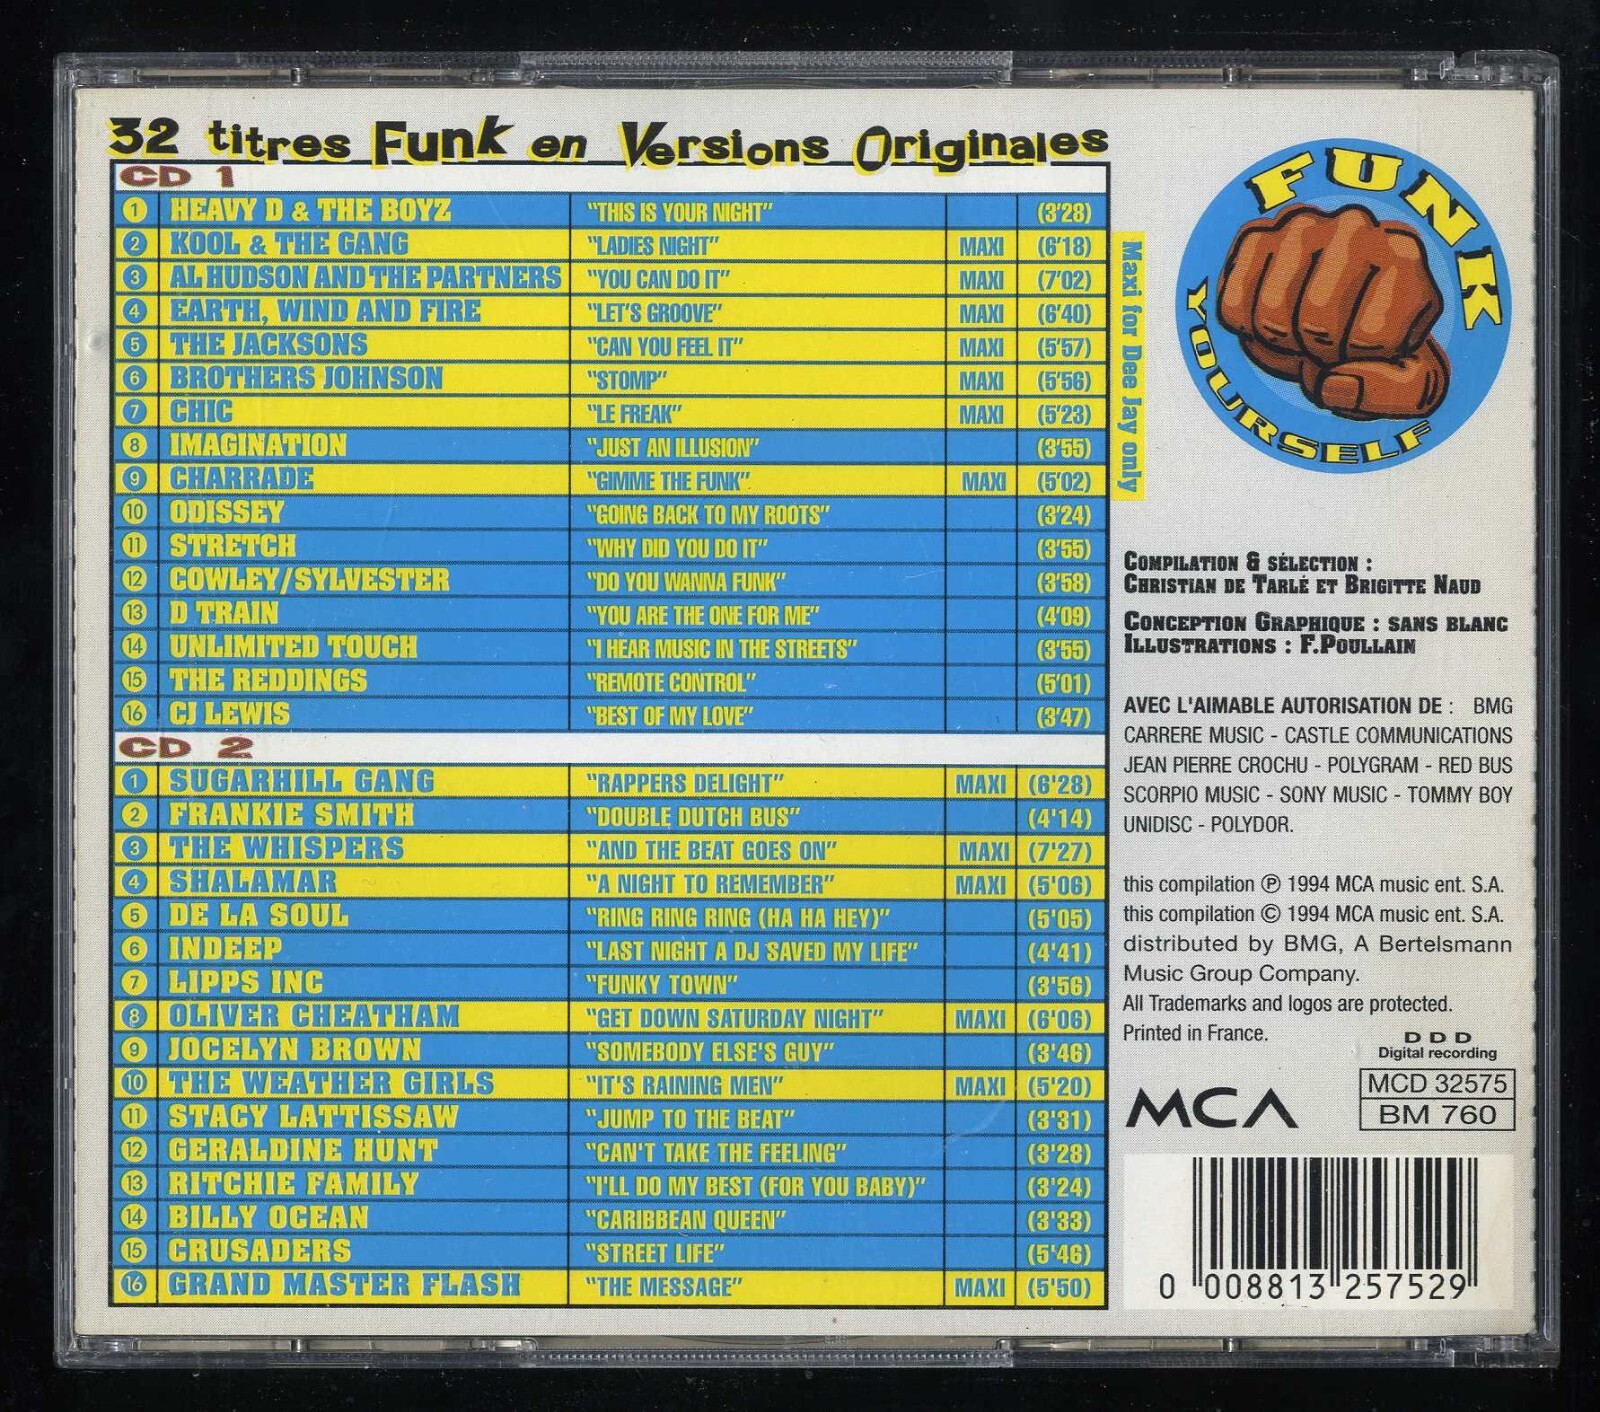 32 titres Funk en Versions Originales
CD 1
1 HEAVY D & THE BOYZ "THIS IS YOUR NIGHT" (3'28)
2 KOOL & THE GANG "LADIES NIGHT" MAXI (6'18)
3 AL HUDSON AND THE PARTNERS "YOU CAN DO IT" MAXI (7'02)
4 EARTH, WIND AND FIRE "LET'S GROOVE" MAXI (6'40)
5 THE JACKSONS "CAN YOU FEEL IT" MAXI (5'57)
6 BROTHERS JOHNSON "STOMP" MAXI (5'56)
7 CHIC "LE FREAK" MAXI (5'23)
8 IMAGINATION "JUST AN ILLUSION" (3'55)
9 CHARRADE "GIMME THE FUNK" MAXI (5'02)
10 ODISSEY "GOING BACK TO MY ROOTS" (3'24)
11 STRETCH "WHY DID YOU DO IT" (3'55)
12 COWLEY/SYLVESTER "DO YOU WANNA FUNK" (3'58)
13 D TRAIN "YOU ARE THE ONE FOR ME" (4'09)
14 UNLIMITED TOUCH "I HEAR MUSIC IN THE STREETS" (3'55)
15 THE REDDINGS "REMOTE CONTROL" (5'01)
16 CJ LEWIS "BEST OF MY LOVE" (3'47)
CD 2
1 SUGARHILL GANG "RAPPERS DELIGHT" MAXI (6'28)
2 FRANKIE SMITH "DOUBLE DUTCH BUS" (4'14)
3 THE WHISPERS "AND THE BEAT GOES ON" MAXI (7'27)
4 SHALAMAR "A NIGHT TO REMEMBER" MAXI (5'06)
5 DE LA SOUL "RING RING RING (HA HA HEY)" (5'05)
6 INDEEP "LAST NIGHT A DJ SAVED MY LIFE" (4'41)
7 LIPPS INC "FUNKY TOWN" (3'56)
8 OLIVER CHEATHAM "GET DOWN SATURDAY NIGHT" MAXI (6'06)
9 JOCELYN BROWN "SOMEBODY ELSE'S GUY" (3'46)
10 THE WEATHER GIRLS "IT'S RAINING MEN" MAXI (5'20)
11 STACY LATTISSAW "JUMP TO THE BEAT" (3'31)
12 GERALDINE HUNT "CAN'T TAKE THE FEELING" (3'28)
13 RITCHIE FAMILY "I'LL DO MY BEST (FOR YOU BABY)" (3'24)
14 BILLY OCEAN "CARIBBEAN QUEEN" (3'33)
15 CRUSADERS "STREET LIFE" (5'46)
16 GRAND MASTER FLASH "THE MESSAGE" MAXI (5'50)
Maxi for Dee Jay only
FUNK
YOURSELF
COMPILATION & SÉLECTION :
CHRISTIAN DE TARLÉ ET BRIGITTE NAUD
CONCEPTION GRAPHIQUE : SANS BLANC
ILLUSTRATIONS : F.POULLAIN
AVEC L'AIMABLE AUTORISATION DE : BMG
CARRERE MUSIC - CASTLE COMMUNICATIONS
JEAN PIERRE CROCHU - POLYGRAM - RED BUS
SCORPIO MUSIC - SONY MUSIC - TOMMY BOY
UNIDISC - POLYDOR.
this compilation ℗ 1994 MCA music ent. S.A.
this compilation © 1994 MCA music ent. S.A.
distributed by BMG, A Bertelsmann
Music Group Company.
All Trademarks and logos are protected.
Printed in France.
DDD
Digital recording
MCA
MCD 32575
BM 760
0 008813 257529